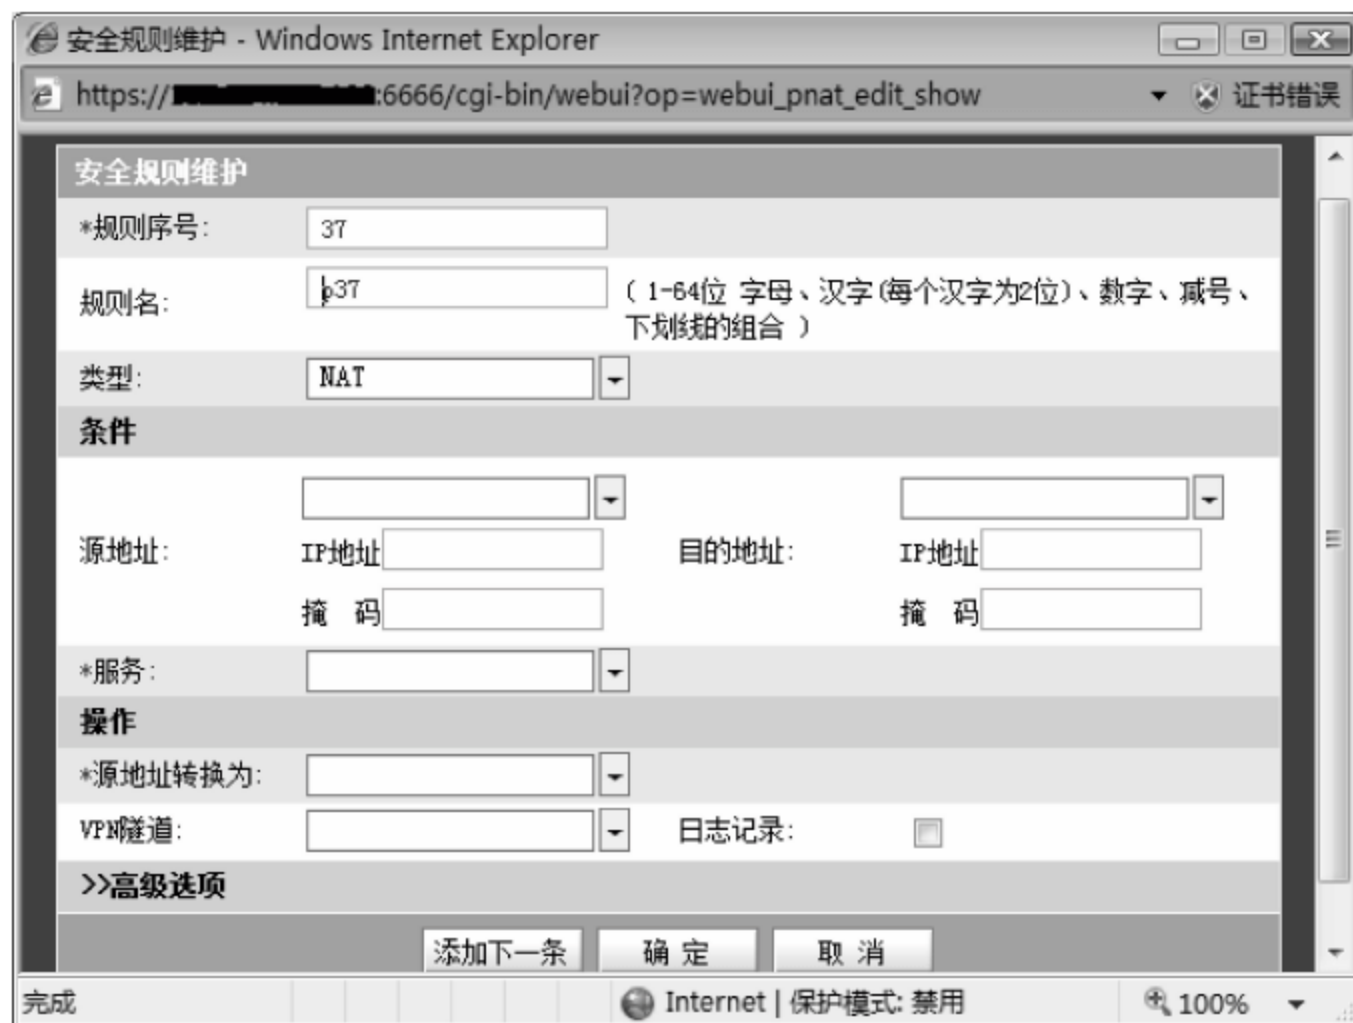 安全规则维护 - Windows Internet Explorer
https:// :6666/cgi-bin/webui?op=webui_pnat_edit_show 证书错误
安全规则维护
*规则序号: 37
规则名: p37 ( 1-64位 字母、汉字(每个汉字为2位)、数字、减号、
下划线的组合 )
类型: NAT
条件
源地址: IP地址 目的地址: IP地址
掩 码 掩 码
*服务:
操作
*源地址转换为:
VPN隧道: 日志记录:
>>高级选项
添加下一条 确 定 取 消
完成 Internet | 保护模式: 禁用 100%